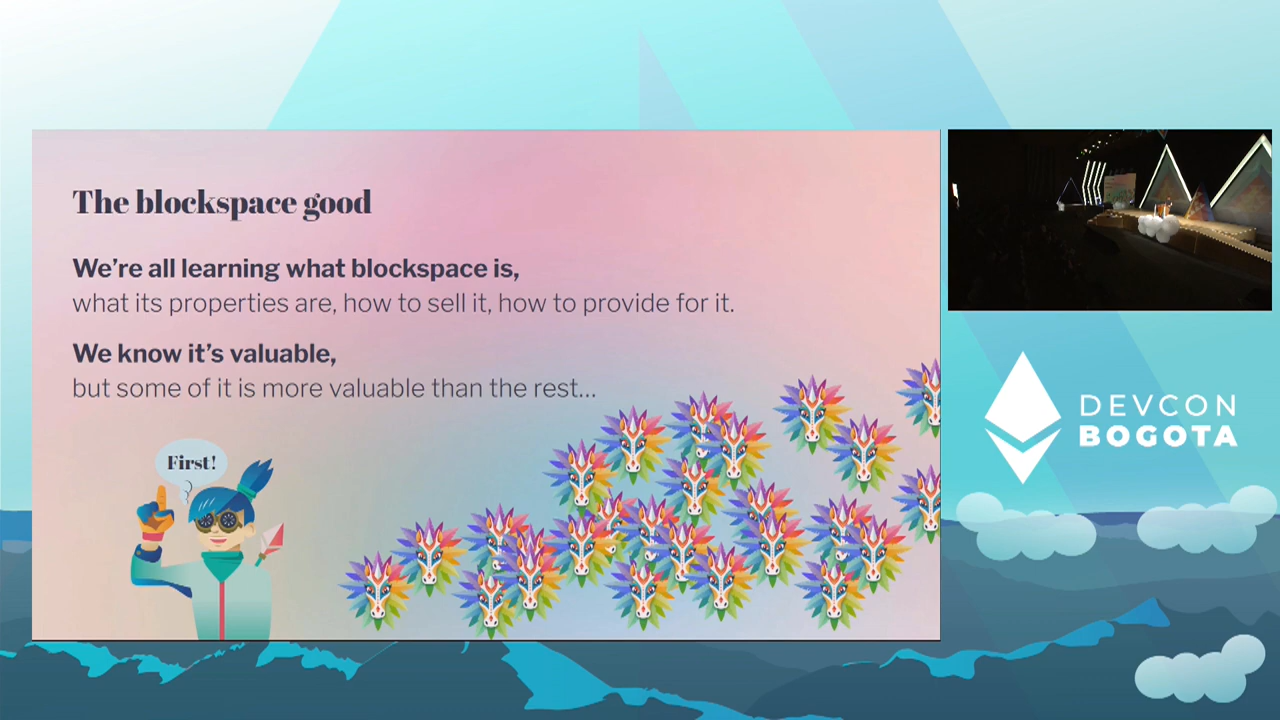 The blockspace good
We're all learning what blockspace is,
what its properties are, how to sell it, how to provide for it.
We know it's valuable,
but some of it is more valuable than the rest...
First!
DEVCON
BOGOTA